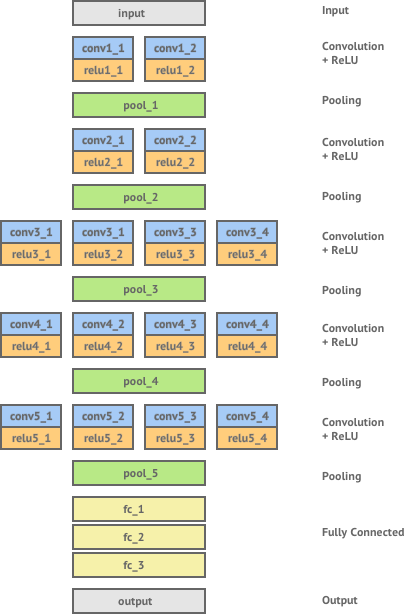 input Input
conv1_1 conv1_2 Convolution
relu1_1 relu1_2 + ReLU
pool_1 Pooling
conv2_1 conv2_2 Convolution
relu2_1 relu2_2 + ReLU
pool_2 Pooling
conv3_1 conv3_1 conv3_3 conv3_4 Convolution
relu3_1 relu3_2 relu3_3 relu3_4 + ReLU
pool_3 Pooling
conv4_1 conv4_2 conv4_3 conv4_4 Convolution
relu4_1 relu4_2 relu4_3 relu4_4 + ReLU
pool_4 Pooling
conv5_1 conv5_2 conv5_3 conv5_4 Convolution
relu5_1 relu5_2 relu5_3 relu5_4 + ReLU
pool_5 Pooling
fc_1
fc_2 Fully Connected
fc_3
output Output